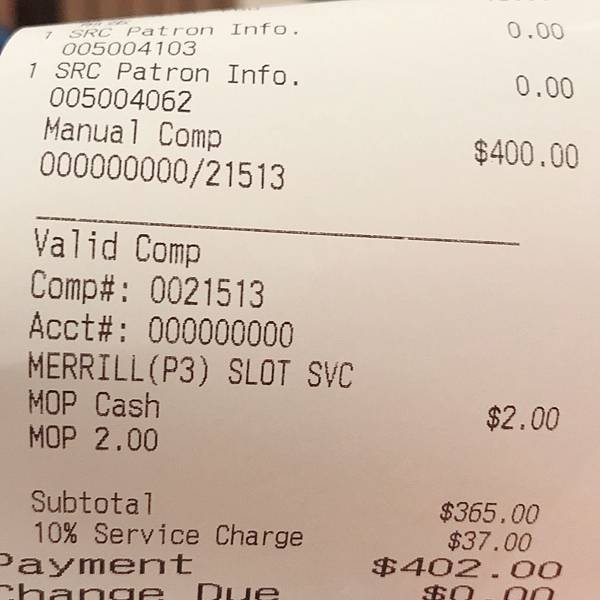 1 SRC Patron Info. 0.00
005004103
1 SRC Patron Info. 0.00
005004062
Manual Comp $400.00
000000000/21513
Valid Comp
Comp#: 0021513
Acct#: 000000000
MERRILL(P3) SLOT SVC
MOP Cash $2.00
MOP 2.00
Subtotal $365.00
10% Service Charge $37.00
Payment $402.00
Change Due $0.00